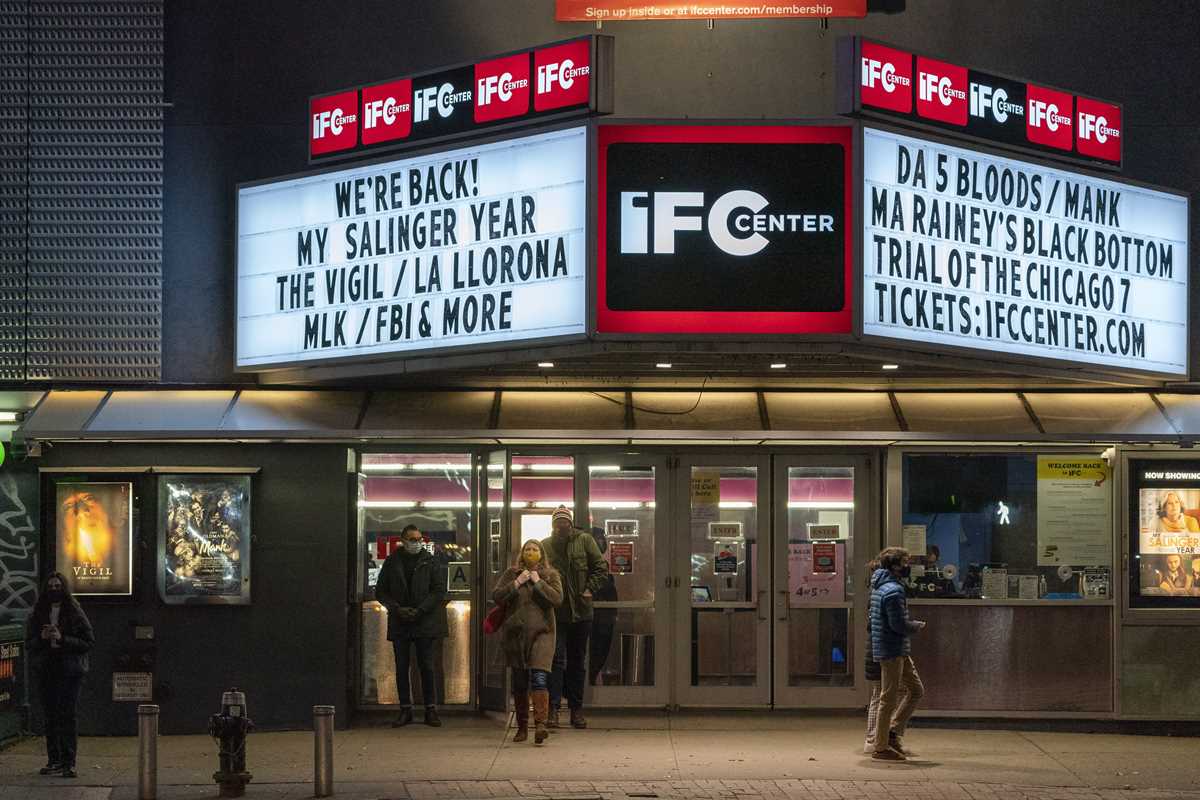 Sign up inside or at ifccenter.com/membership
iFC CENTER
iFC CENTER
iFC CENTER
iFC CENTER
iFC CENTER
iFC CENTER
iFC CENTER
iFC CENTER
iFC CENTER
iFC CENTER
WE'RE BACK!
MY SALINGER YEAR
THE VIGIL / LA LLORONA
MLK / FBI & MORE
iFC CENTER
DA 5 BLOODS / MANK
MA RAINEY'S BLACK BOTTOM
TRIAL OF THE CHICAGO 7
TICKETS: IFCCENTER.COM
THE VIGIL
Mank
A
ENTER
WELCOME BACK
to IFC
NOW SHOWING
MY
SALINGER
YEAR